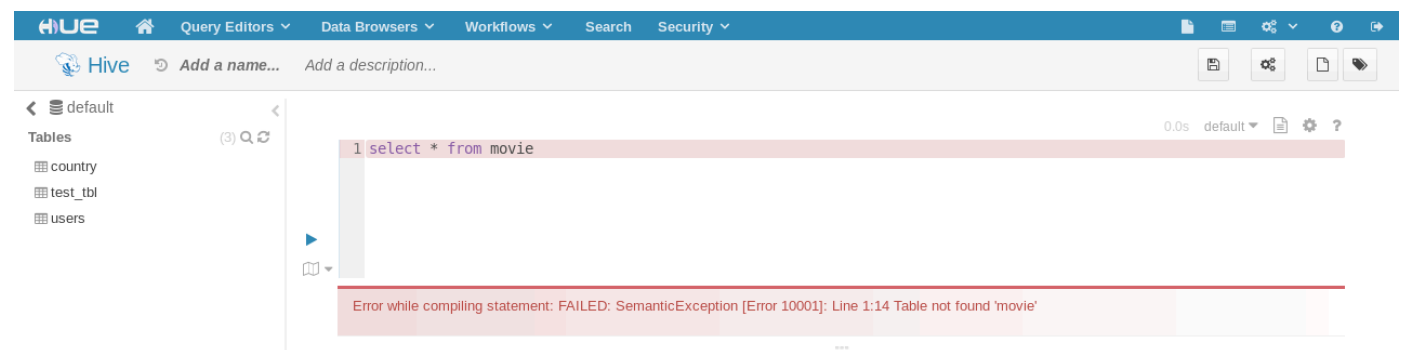 HUE Query Editors Data Browsers Workflows Search Security
Hive Add a name... Add a description...
default
Tables (3)
country
test_tbl
users
0.0s default ?
1 select * from movie
Error while compiling statement: FAILED: SemanticException [Error 10001]: Line 1:14 Table not found 'movie'